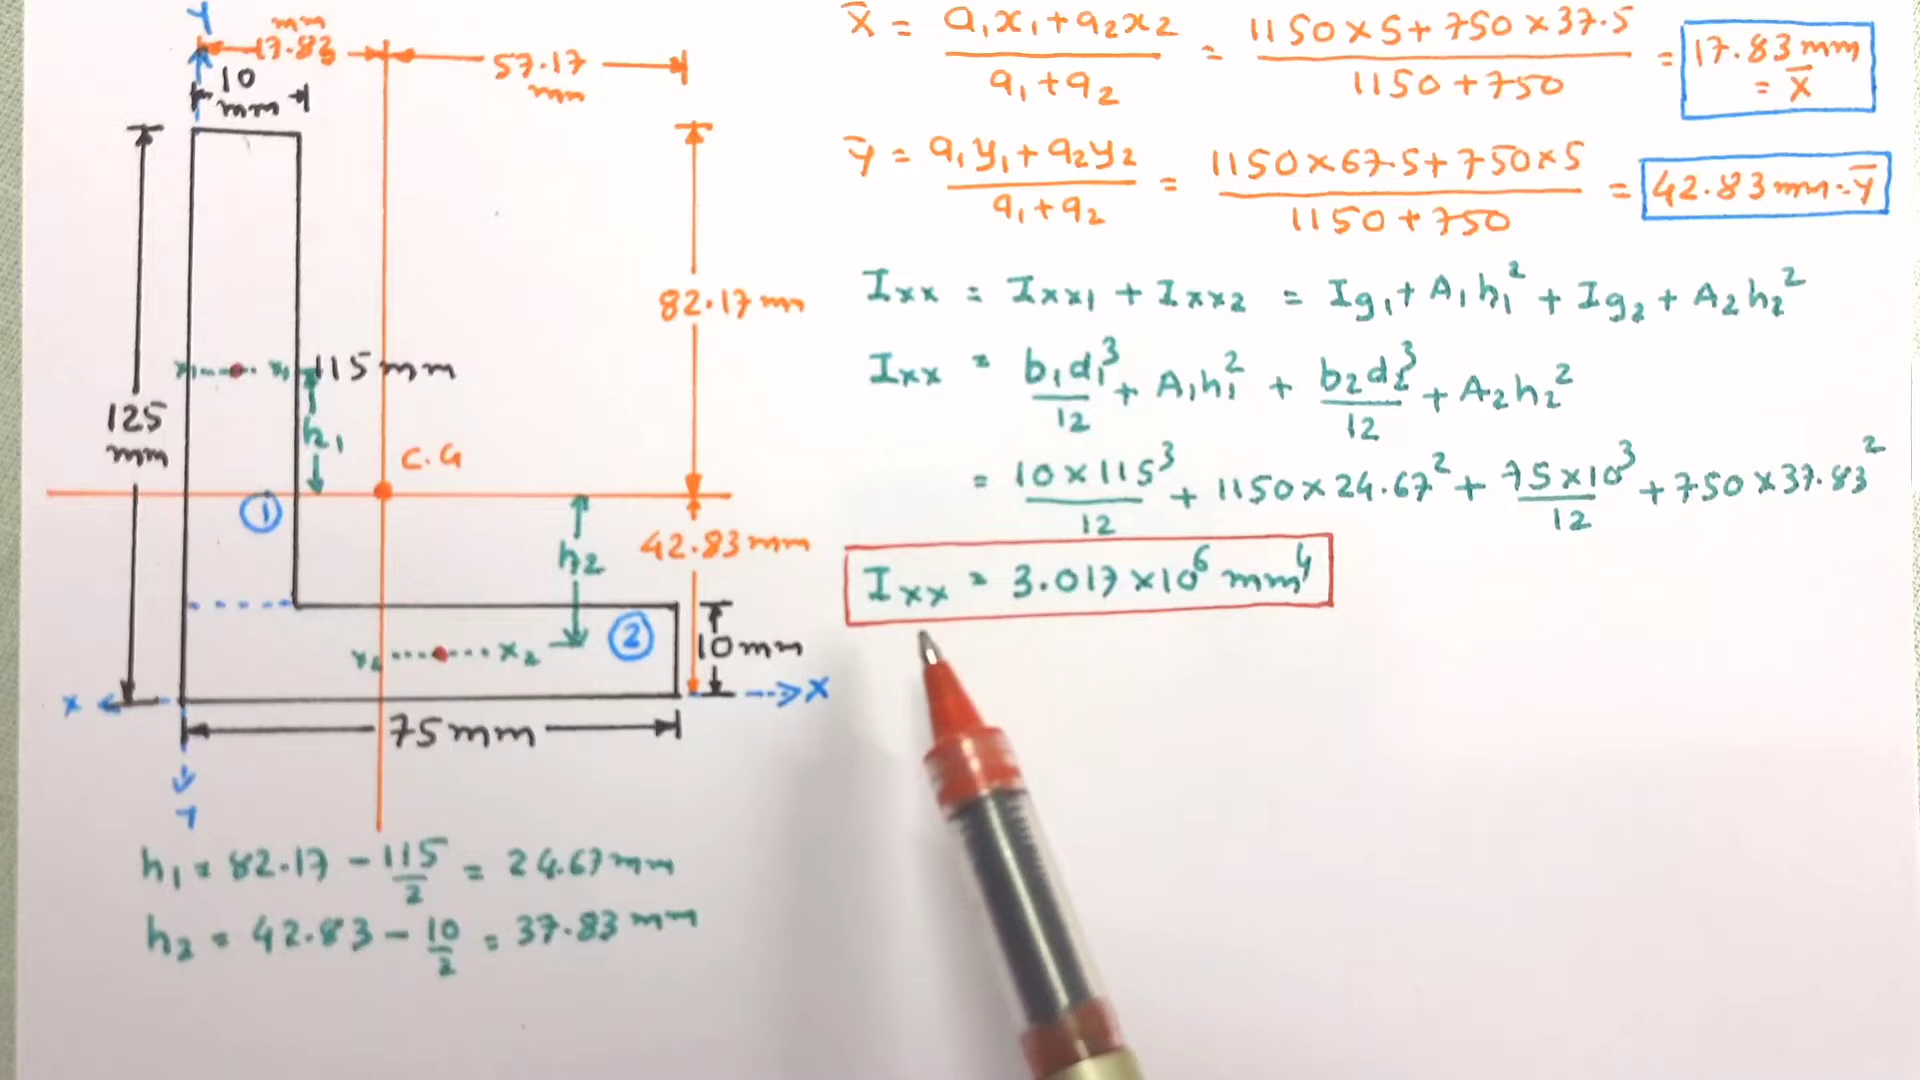 Y
mm
17.83
57.17
mm
10
mm
125
mm
115mm
x₁ x₁
h₁
C.G
①
82.17mm
h₂
42.83mm
②
x₂ x₂
10mm
x
X
75mm
Y
h₁ = 82.17 - 115/2 = 24.67mm
h₂ = 42.83 - 10/2 = 37.83mm
X̄ = a₁x₁+a₂x₂ / a₁+a₂ = 1150×5+750×37.5 / 1150+750 = 17.83mm = X̄
Ȳ = a₁y₁+a₂y₂ / a₁+a₂ = 1150×67.5+750×5 / 1150+750 = 42.83mm = Ȳ
Ixx = Ixx₁ + Ixx₂ = Ig₁ + A₁h₁² + Ig₂ + A₂h₂²
Ixx = b₁d₁³/12 + A₁h₁² + b₂d₂³/12 + A₂h₂²
= 10×115³/12 + 1150×24.67² + 75×10³/12 + 750×37.83²
Ixx = 3.017×10⁶ mm⁴